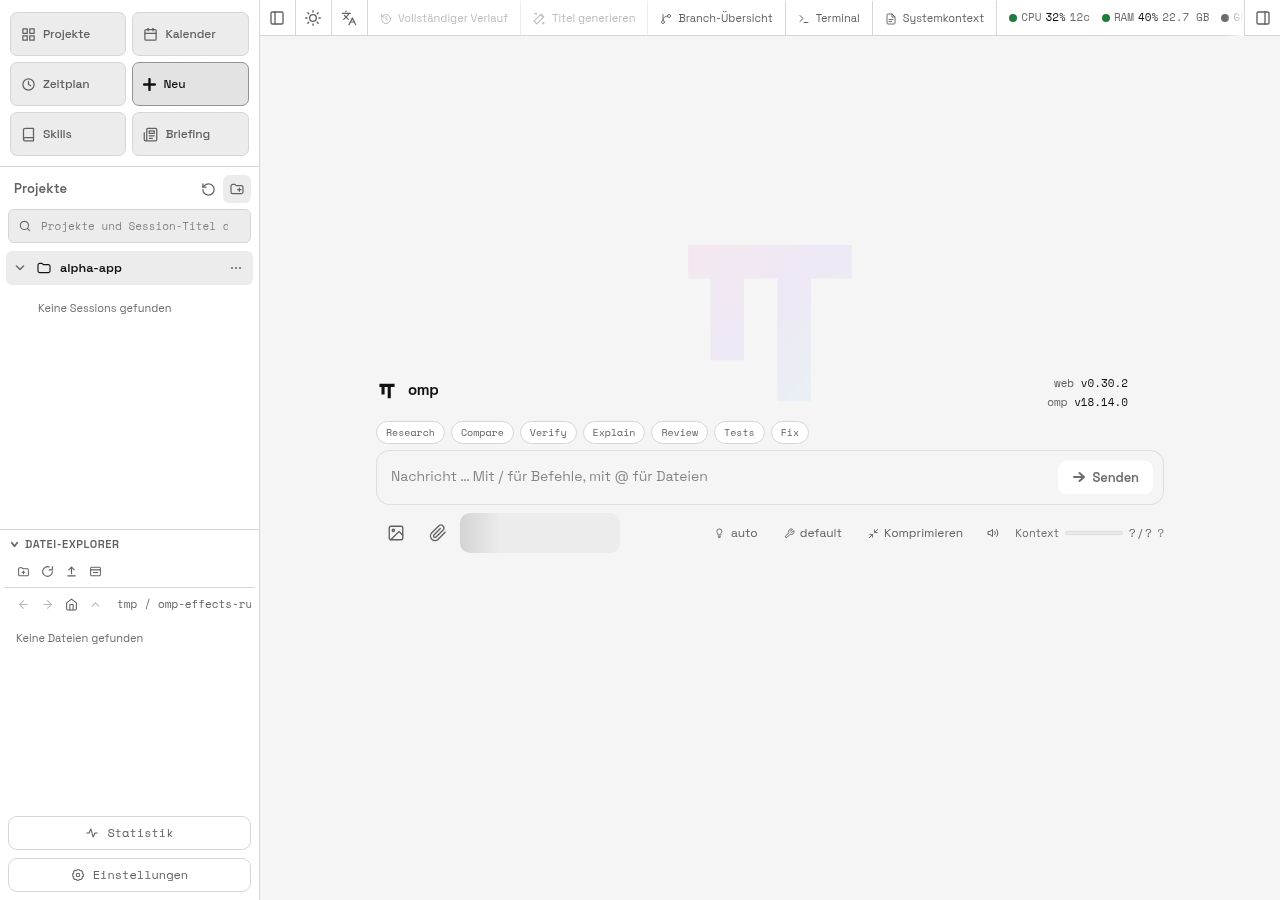 Projekte
Kalender
Zeitplan
Neu
Skills
Briefing
Projekte
Projekte und Session-Titel
alpha-app
Keine Sessions gefunden
DATEI-EXPLORER
tmp / omp-effects-ru
Keine Dateien gefunden
Statistik
Einstellungen
Vollständiger Verlauf
Titel generieren
Branch-Übersicht
Terminal
Systemkontext
CPU 32% 12c
RAM 40% 22.7 GB
omp
web v0.30.2
omp v18.14.0
Research
Compare
Verify
Explain
Review
Tests
Fix
Nachricht … Mit / für Befehle, mit @ für Dateien
Senden
auto
default
Komprimieren
Kontext
? / ? ?